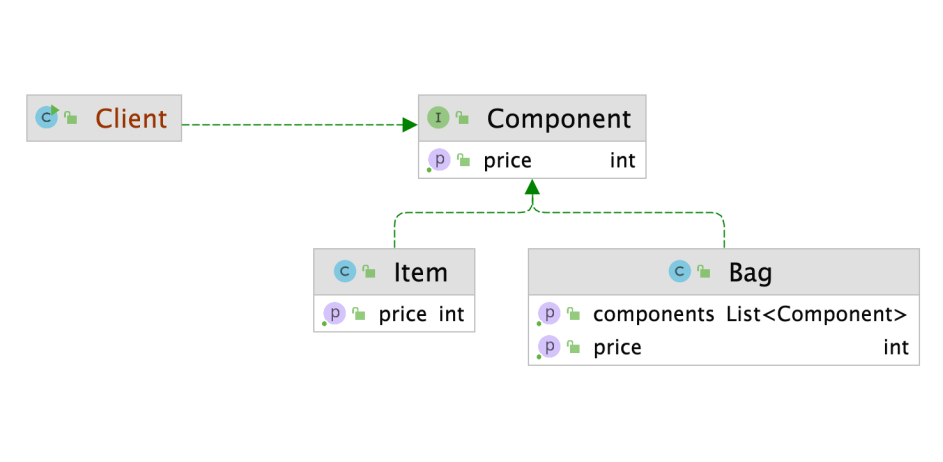 C Client
I Component
p price int
C Item
p price int
C Bag
p components List<Component>
p price int